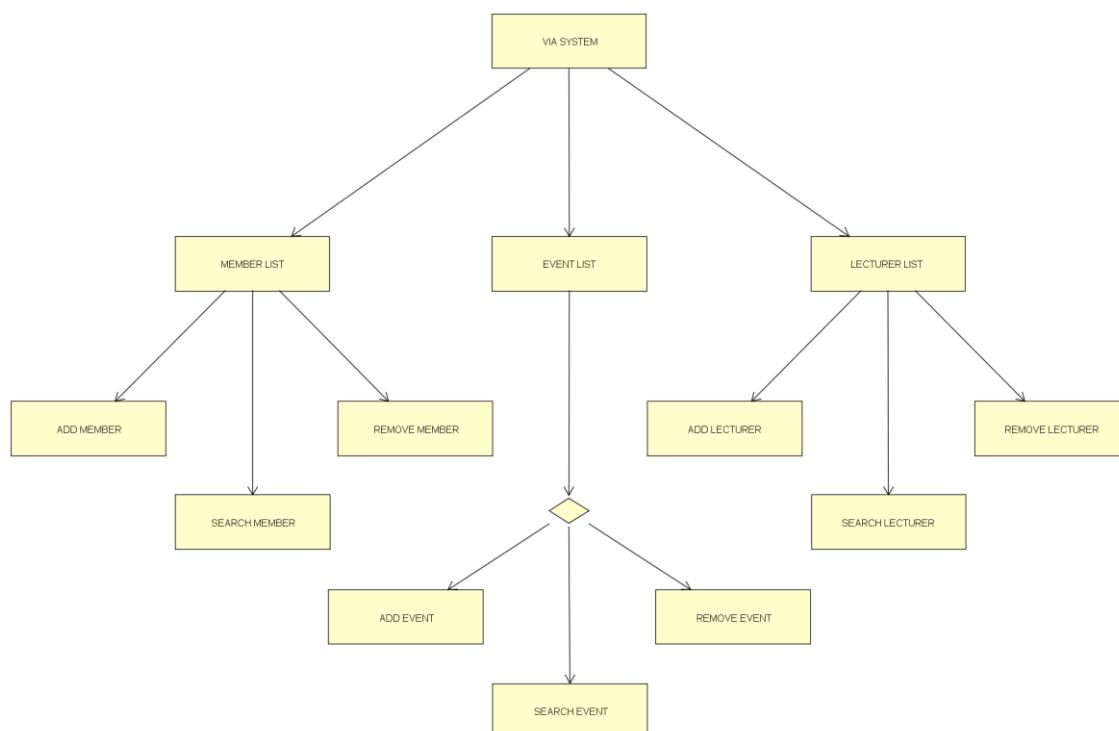 VIA SYSTEM
MEMBER LIST
EVENT LIST
LECTURER LIST
ADD MEMBER
REMOVE MEMBER
ADD LECTURER
REMOVE LECTURER
SEARCH MEMBER
SEARCH LECTURER
ADD EVENT
REMOVE EVENT
SEARCH EVENT